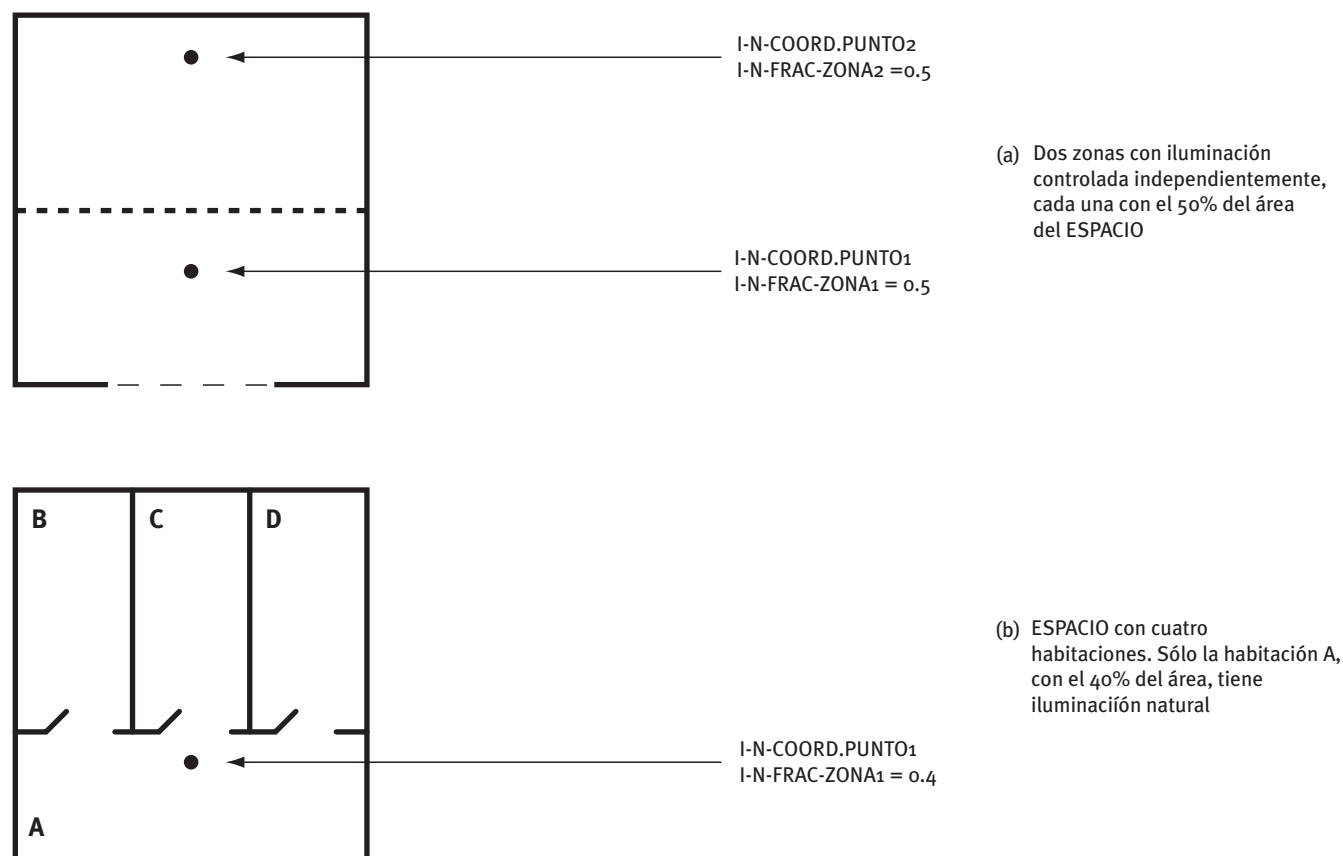 I-N-COORD.PUNTO2
I-N-FRAC-ZONA2 =0.5
(a) Dos zonas con iluminación
controlada independientemente,
cada una con el 50% del área
del ESPACIO
I-N-COORD.PUNTO1
I-N-FRAC-ZONA1 = 0.5
B C D
(b) ESPACIO con cuatro
habitaciones. Sólo la habitación A,
con el 40% del área, tiene
iluminaciíón natural
I-N-COORD.PUNTO1
I-N-FRAC-ZONA1 = 0.4
A